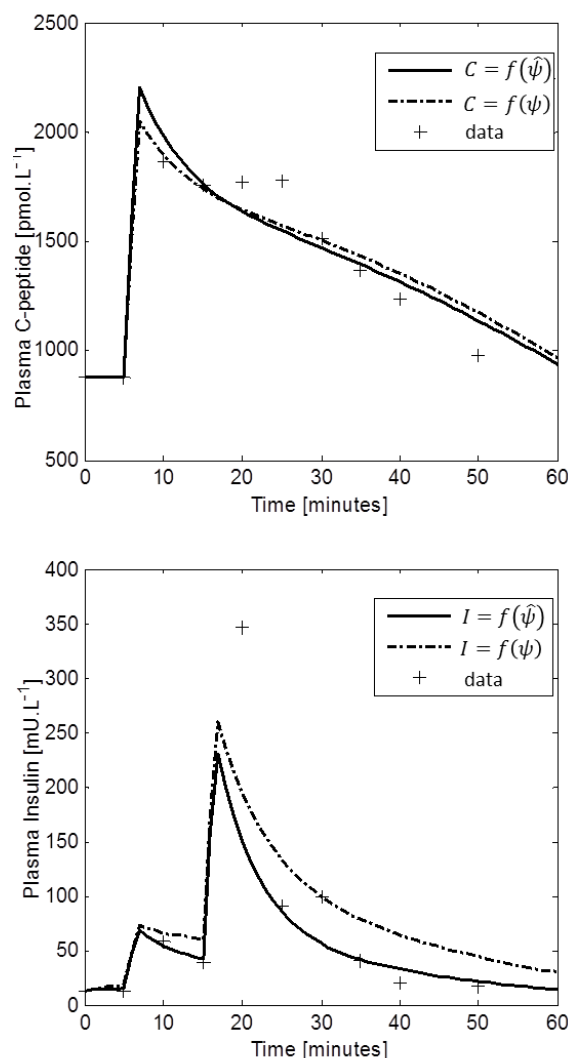 2500
2000
1500
1000
500
Plasma C-peptide [pmol.L⁻¹]
C = f(ψ̂)
C = f(ψ)
data
0 10 20 30 40 50 60
Time [minutes]
400
350
300
250
200
150
100
50
0
Plasma Insulin [mU.L⁻¹]
I = f(ψ̂)
I = f(ψ)
data
0 10 20 30 40 50 60
Time [minutes]